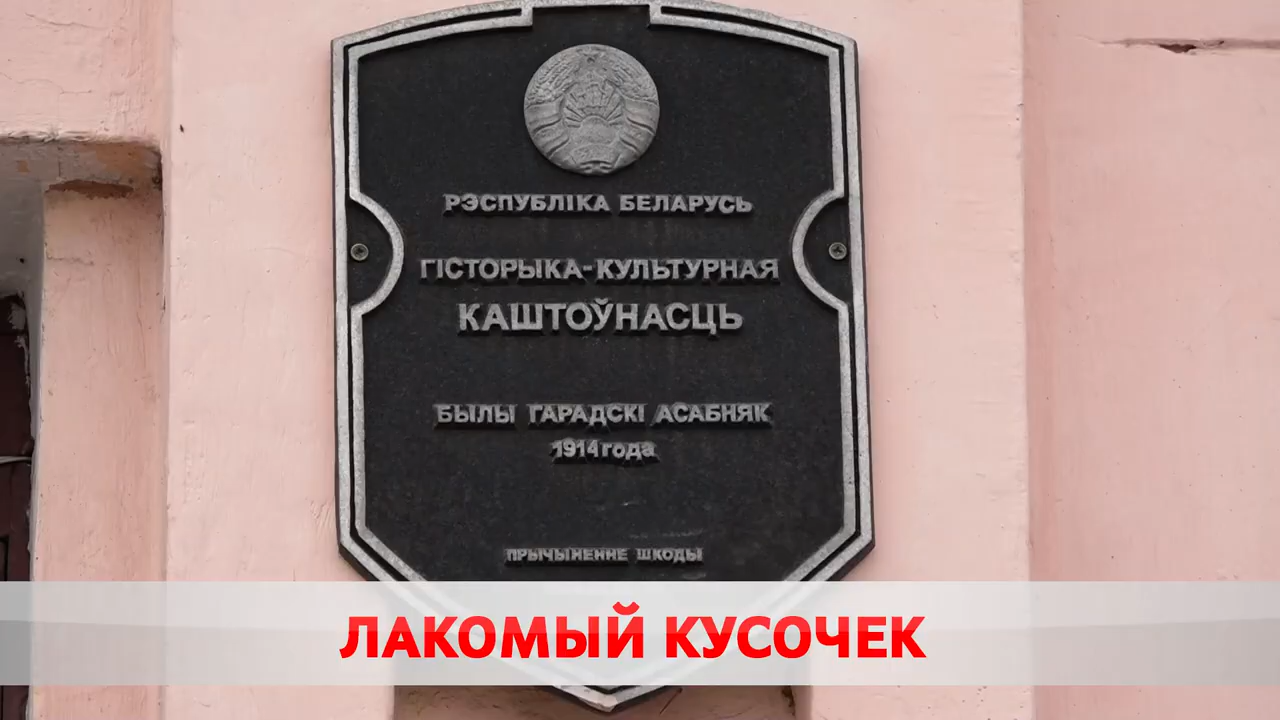 РЭСПУБЛІКА БЕЛАРУСЬ
ГІСТОРЫКА-КУЛЬТУРНАЯ
КАШТОЎНАСЦЬ
БЫЛЫ ГАРАДСКІ АСАБНЯК
1914 года
ПРЫЧЫНЕННЕ ШКОДЫ
ЛАКОМЫЙ КУСОЧЕК